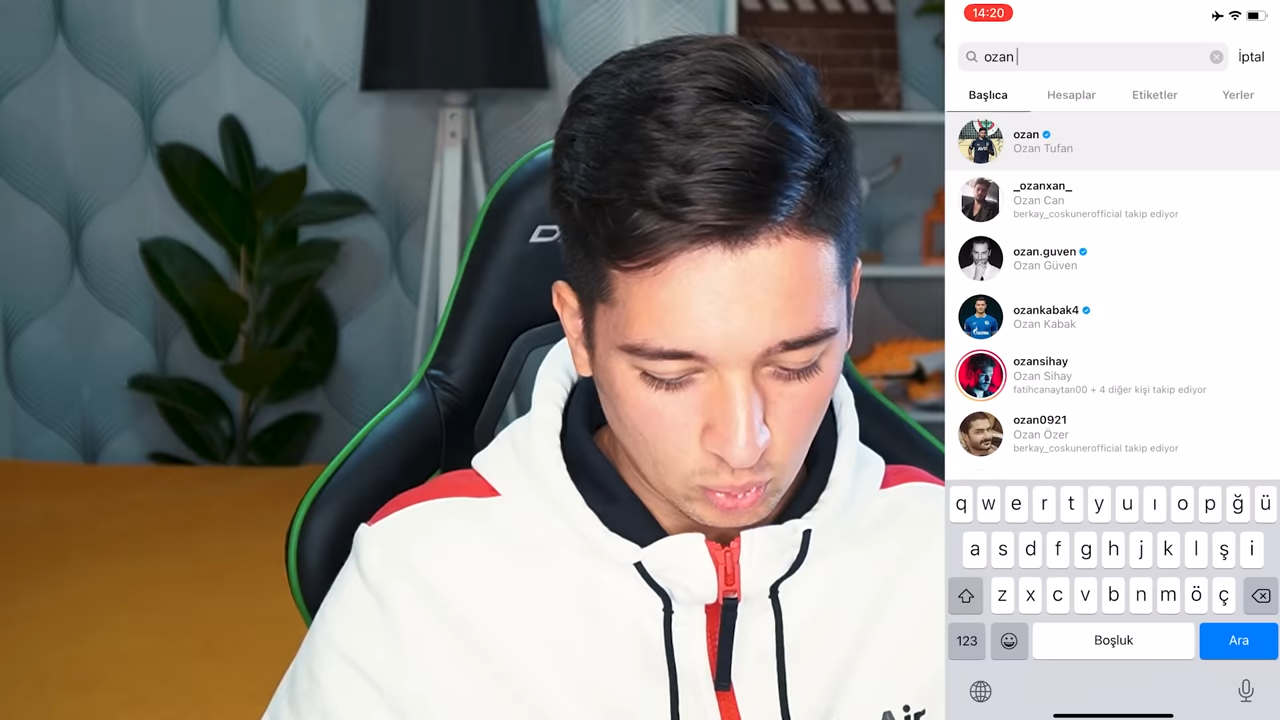 14:20
ozan
İptal
Başlıca
Hesaplar
Etiketler
Yerler
ozan
Ozan Tufan
_ozanxan_
Ozan Can
berkay_coskunerofficial takip ediyor
ozan.guven
Ozan Güven
ozankabak4
Ozan Kabak
ozansihay
Ozan Sihay
fatihcanaytan00 + 4 diğer kişi takip ediyor
ozan0921
Ozan Özer
berkay_coskunerofficial takip ediyor
q w e r t y u ı o p ğ ü
a s d f g h j k l ş i
z x c v b n m ö ç
123
Boşluk
Ara
Air